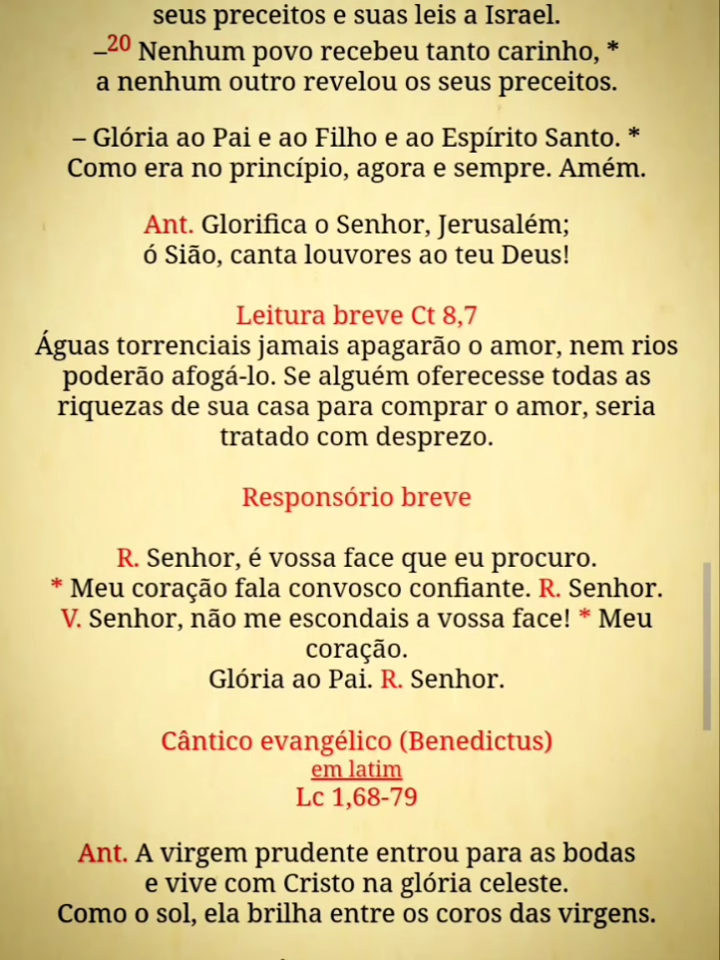 seus preceitos e suas leis a Israel.
–20 Nenhum povo recebeu tanto carinho, *
a nenhum outro revelou os seus preceitos.
– Glória ao Pai e ao Filho e ao Espírito Santo. *
Como era no princípio, agora e sempre. Amém.
Ant. Glorifica o Senhor, Jerusalém;
ó Sião, canta louvores ao teu Deus!
Leitura breve Ct 8,7
Águas torrenciais jamais apagarão o amor, nem rios
poderão afogá-lo. Se alguém oferecesse todas as
riquezas de sua casa para comprar o amor, seria
tratado com desprezo.
Responsório breve
R. Senhor, é vossa face que eu procuro.
* Meu coração fala convosco confiante. R. Senhor.
V. Senhor, não me escondais a vossa face! * Meu
coração.
Glória ao Pai. R. Senhor.
Cântico evangélico (Benedictus)
em latim
Lc 1,68-79
Ant. A virgem prudente entrou para as bodas
e vive com Cristo na glória celeste.
Como o sol, ela brilha entre os coros das virgens.